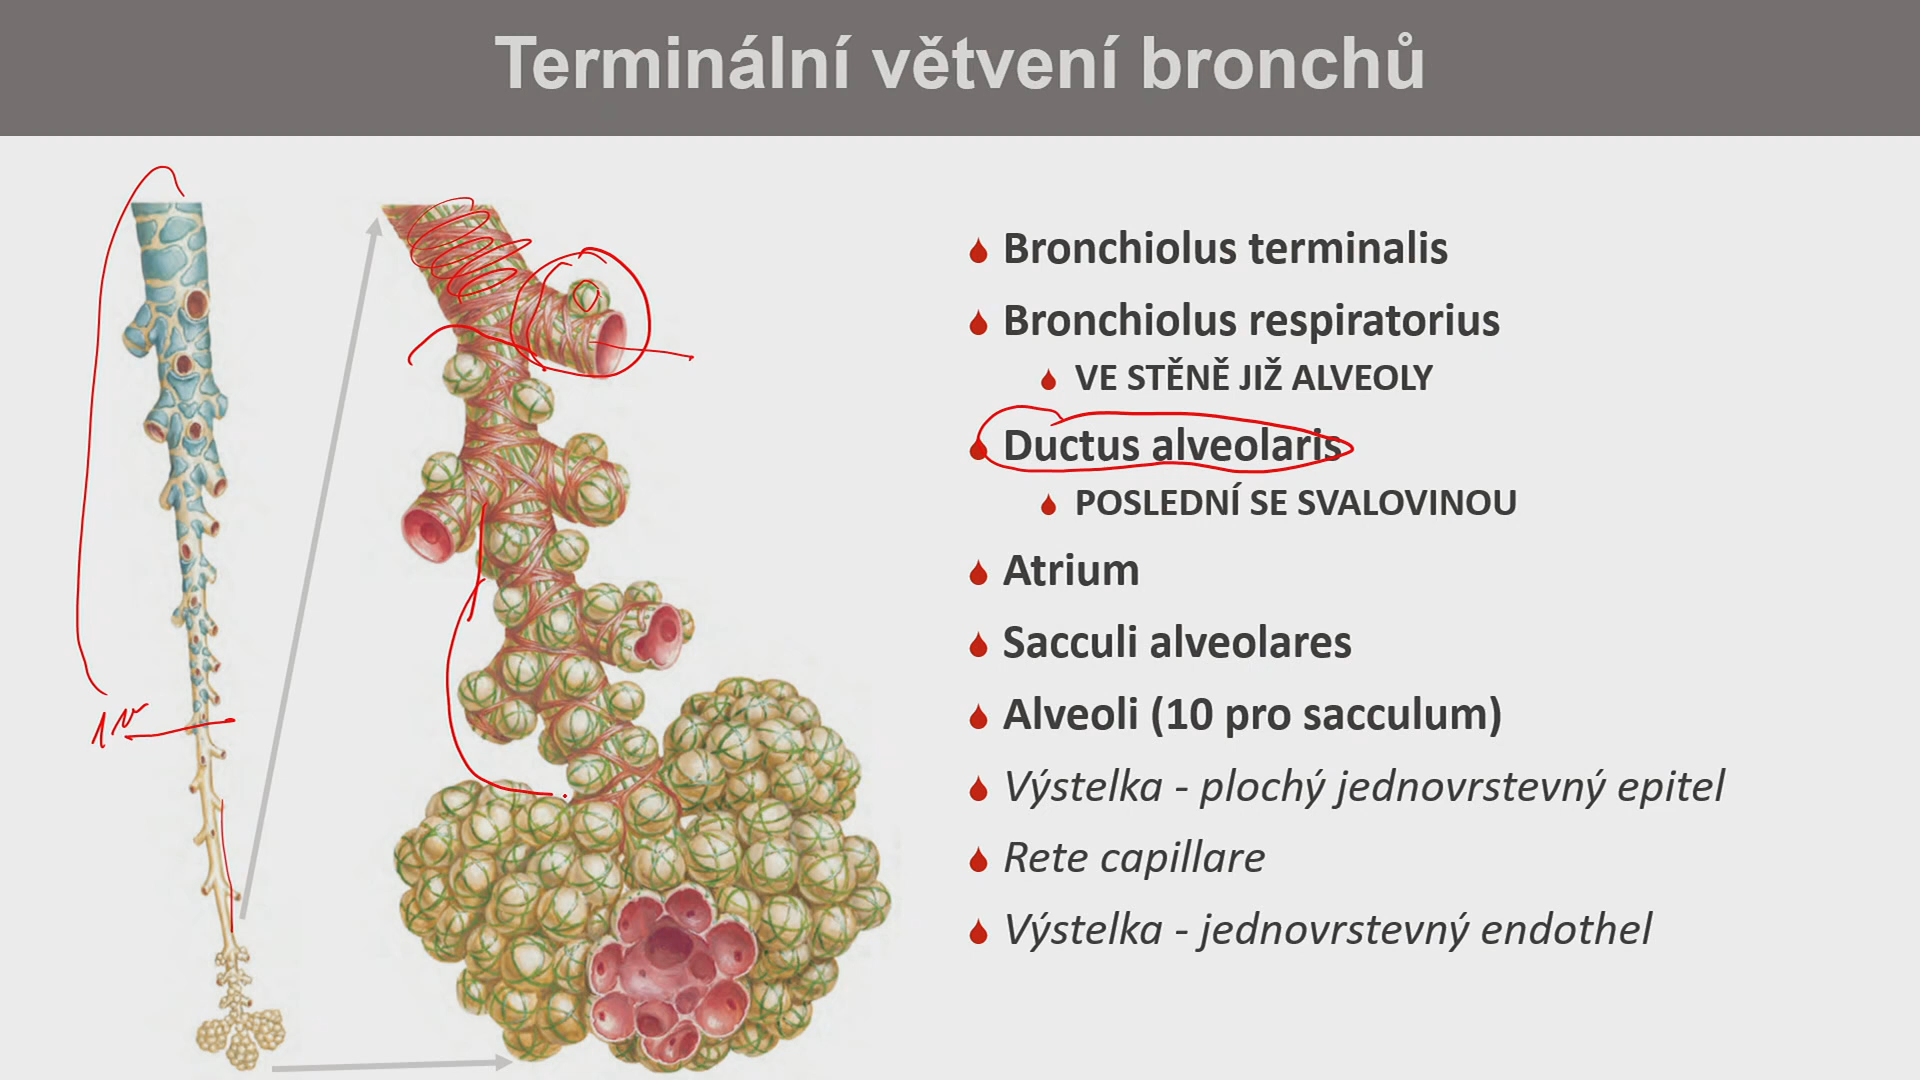 Terminální větvení bronchů
Bronchiolus terminalis
Bronchiolus respiratorius
VE STĚNĚ JIŽ ALVEOLY
Ductus alveolaris
POSLEDNÍ SE SVALOVINOU
Atrium
Sacculi alveolares
Alveoli (10 pro sacculum)
Výstelka - plochý jednovrstevný epitel
Rete capillare
Výstelka - jednovrstevný endothel